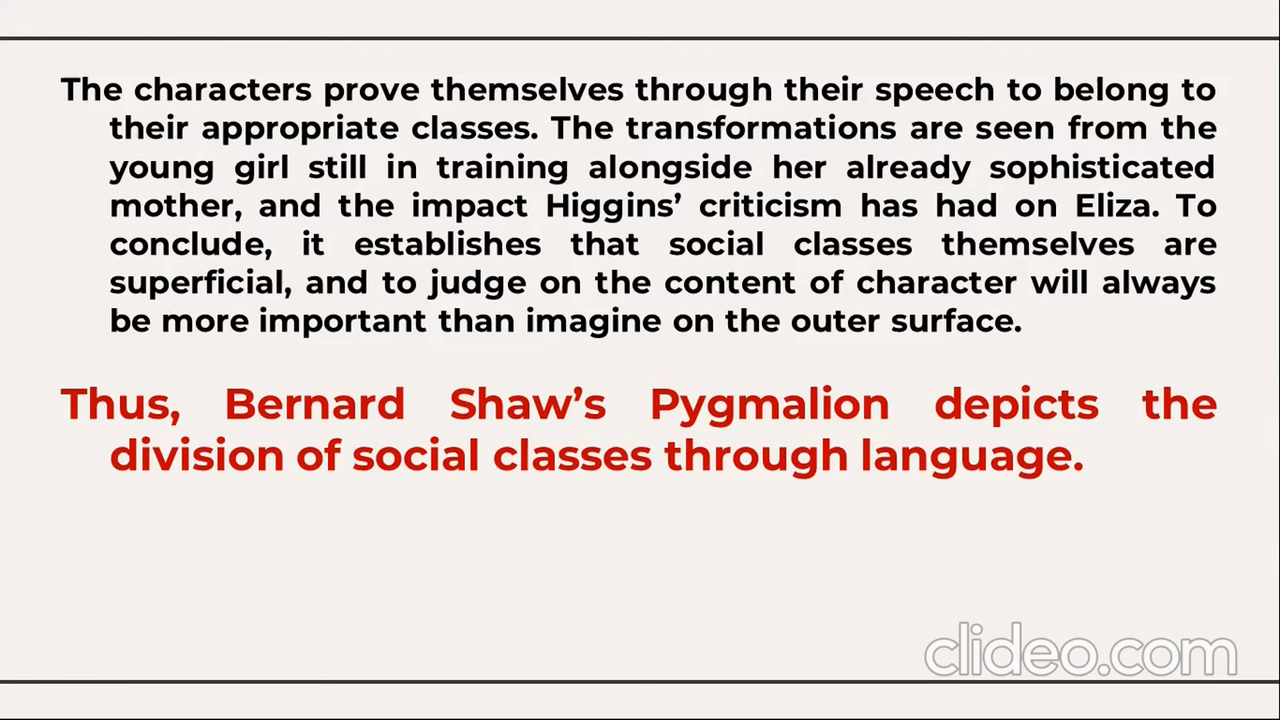 The characters prove themselves through their speech to belong to
their appropriate classes. The transformations are seen from the
young girl still in training alongside her already sophisticated
mother, and the impact Higgins’ criticism has had on Eliza. To
conclude, it establishes that social classes themselves are
superficial, and to judge on the content of character will always
be more important than imagine on the outer surface.
Thus, Bernard Shaw’s Pygmalion depicts the
division of social classes through language.
clideo.com